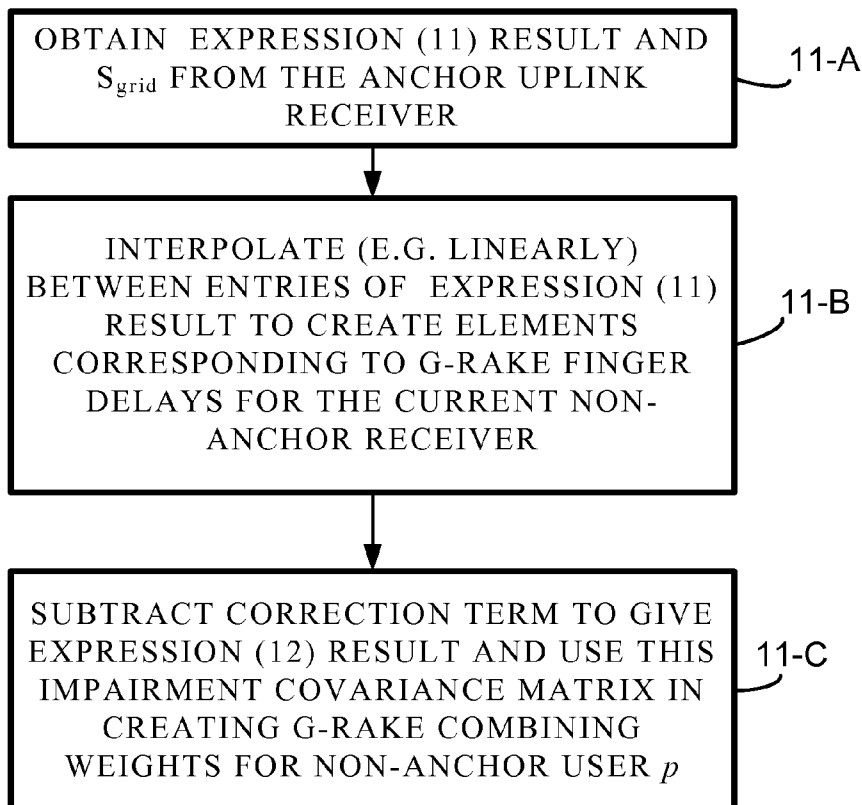 OBTAIN EXPRESSION (11) RESULT AND
Sgrid FROM THE ANCHOR UPLINK
RECEIVER
11-A
INTERPOLATE (E.G. LINEARLY)
BETWEEN ENTRIES OF EXPRESSION (11)
RESULT TO CREATE ELEMENTS
CORRESPONDING TO G-RAKE FINGER
DELAYS FOR THE CURRENT NON-
ANCHOR RECEIVER
11-B
SUBTRACT CORRECTION TERM TO GIVE
EXPRESSION (12) RESULT AND USE THIS
IMPAIRMENT COVARIANCE MATRIX IN
CREATING G-RAKE COMBINING
WEIGHTS FOR NON-ANCHOR USER p
11-C